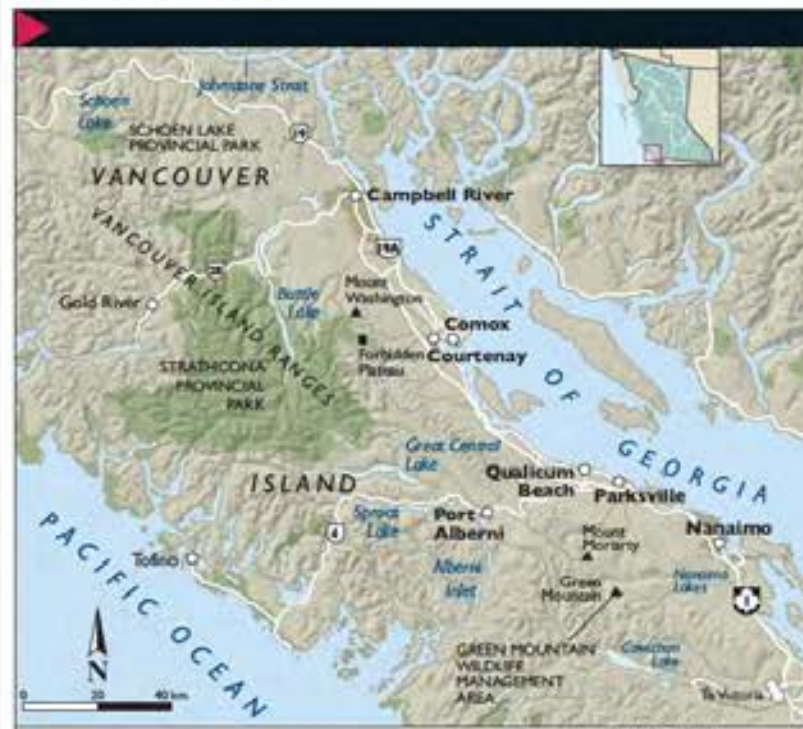 Johnstone Strait
Schoen
Lake
SCHOEN LAKE
PROVINCIAL PARK
19
VANCOUVER
Campbell River
VANCOUVER ISLAND RANGES
STRAIT OF GEORGIA
19A
28
Gold River
Buttle
Lake
Mount
Washington
Comox
Courtenay
Forbidden
Plateau
STRATHCONA
PROVINCIAL
PARK
Great Central
Lake
ISLAND
Qualicum
Beach
Parksville
Sproat
Lake
Port
Alberni
Nanaimo
4
Mount
Moriarty
Tofino
Alberni
Inlet
Green
Mountain
Nanaimo
Lakes
1
PACIFIC OCEAN
N
GREEN MOUNTAIN
WILDLIFE
MANAGEMENT
AREA
Cowichan
Lake
To Victoria
0 20 40 km